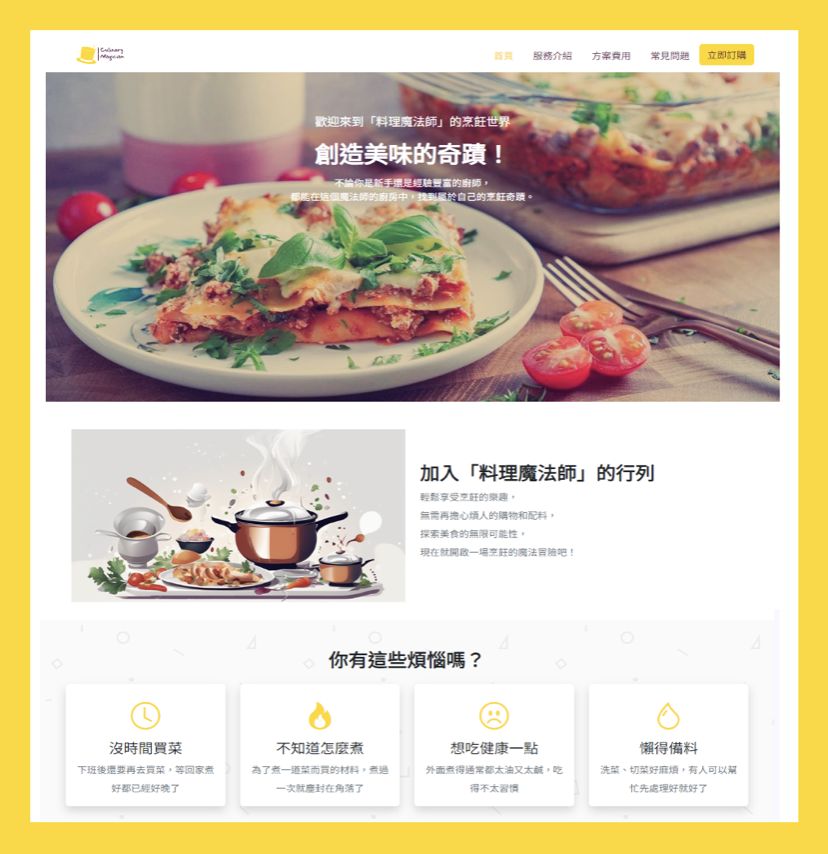 Culinary
Magician
首頁
服務介紹
方案費用
常見問題
立即訂購
歡迎來到「料理魔法師」的烹飪世界
創造美味的奇蹟！
不論你是新手還是經驗豐富的廚師，
都能在這個魔法師的廚房中，找到屬於自己的烹飪奇蹟。
加入「料理魔法師」的行列
輕鬆享受烹飪的樂趣，
無需再擔心煩人的購物和配料，
探索美食的無限可能性，
現在就開啟一場烹飪的魔法冒險吧！
你有這些煩惱嗎？
沒時間買菜
下班後還要再去買菜，等回家煮
好都已經好晚了
不知道怎麼煮
為了煮一道菜而買的材料，煮過
一次就塵封在角落了
想吃健康一點
外面煮得通常都太油又太鹹，吃
得不太習慣
懶得備料
洗菜、切菜好麻煩，有人可以幫
忙先處理好就好了